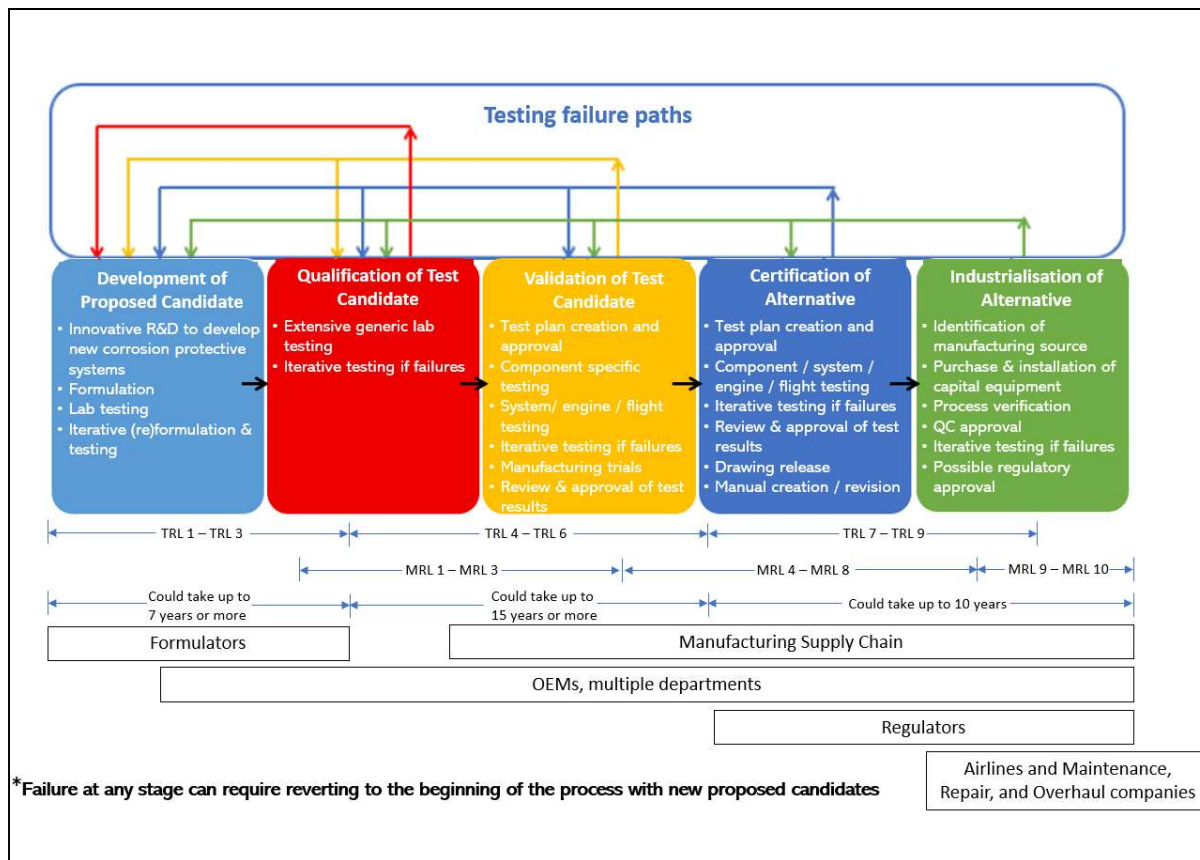 Testing failure paths
Development of
Proposed Candidate
• Innovative R&D to develop
new corrosion protective
systems
• Formulation
• Lab testing
• Iterative (re)formulation &
testing
Qualification of Test
Candidate
• Extensive generic lab
testing
• Iterative testing if failures
Validation of Test
Candidate
• Test plan creation and
approval
• Component specific
testing
• System/ engine / flight
testing
• Iterative testing if failures
• Manufacturing trials
• Review & approval of test
results
Certification of
Alternative
• Test plan creation and
approval
• Component / system /
engine / flight testing
• Iterative testing if failures
• Review & approval of test
results
• Drawing release
• Manual creation / revision
Industrialisation of
Alternative
• Identification of
manufacturing source
• Purchase & installation of
capital equipment
• Process verification
• QC approval
• Iterative testing if failures
• Possible regulatory
approval
TRL 1 – TRL 3
TRL 4 – TRL 6
TRL 7 – TRL 9
MRL 1 – MRL 3
MRL 4 – MRL 8
MRL 9 – MRL 10
Could take up to
7 years or more
Could take up to
15 years or more
Could take up to 10 years
Formulators
Manufacturing Supply Chain
OEMs, multiple departments
Regulators
Airlines and Maintenance,
Repair, and Overhaul companies
*Failure at any stage can require reverting to the beginning of the process with new proposed candidates